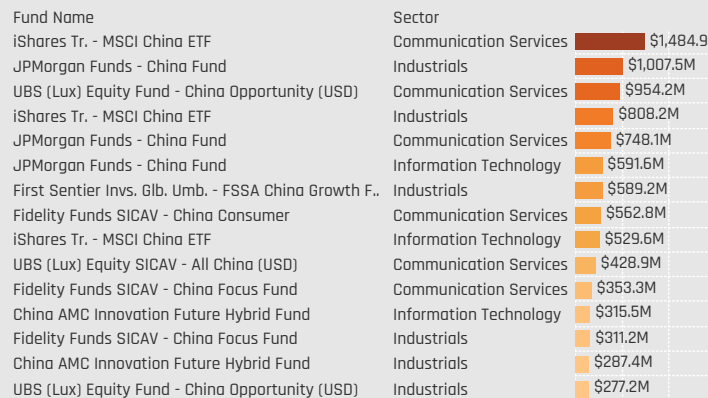 Fund Name Sector
iShares Tr. - MSCI China ETF Communication Services $1,484.9
JPMorgan Funds - China Fund Industrials $1,007.5M
UBS (Lux) Equity Fund - China Opportunity (USD) Communication Services $954.2M
iShares Tr. - MSCI China ETF Industrials $808.2M
JPMorgan Funds - China Fund Communication Services $748.1M
JPMorgan Funds - China Fund Information Technology $591.6M
First Sentier Invs. Glb. Umb. - FSSA China Growth F.. Industrials $589.2M
Fidelity Funds SICAV - China Consumer Communication Services $562.8M
iShares Tr. - MSCI China ETF Information Technology $529.6M
UBS (Lux) Equity SICAV - All China (USD) Communication Services $428.9M
Fidelity Funds SICAV - China Focus Fund Communication Services $353.3M
China AMC Innovation Future Hybrid Fund Information Technology $315.5M
Fidelity Funds SICAV - China Focus Fund Industrials $311.2M
China AMC Innovation Future Hybrid Fund Industrials $287.4M
UBS (Lux) Equity Fund - China Opportunity (USD) Industrials $277.2M